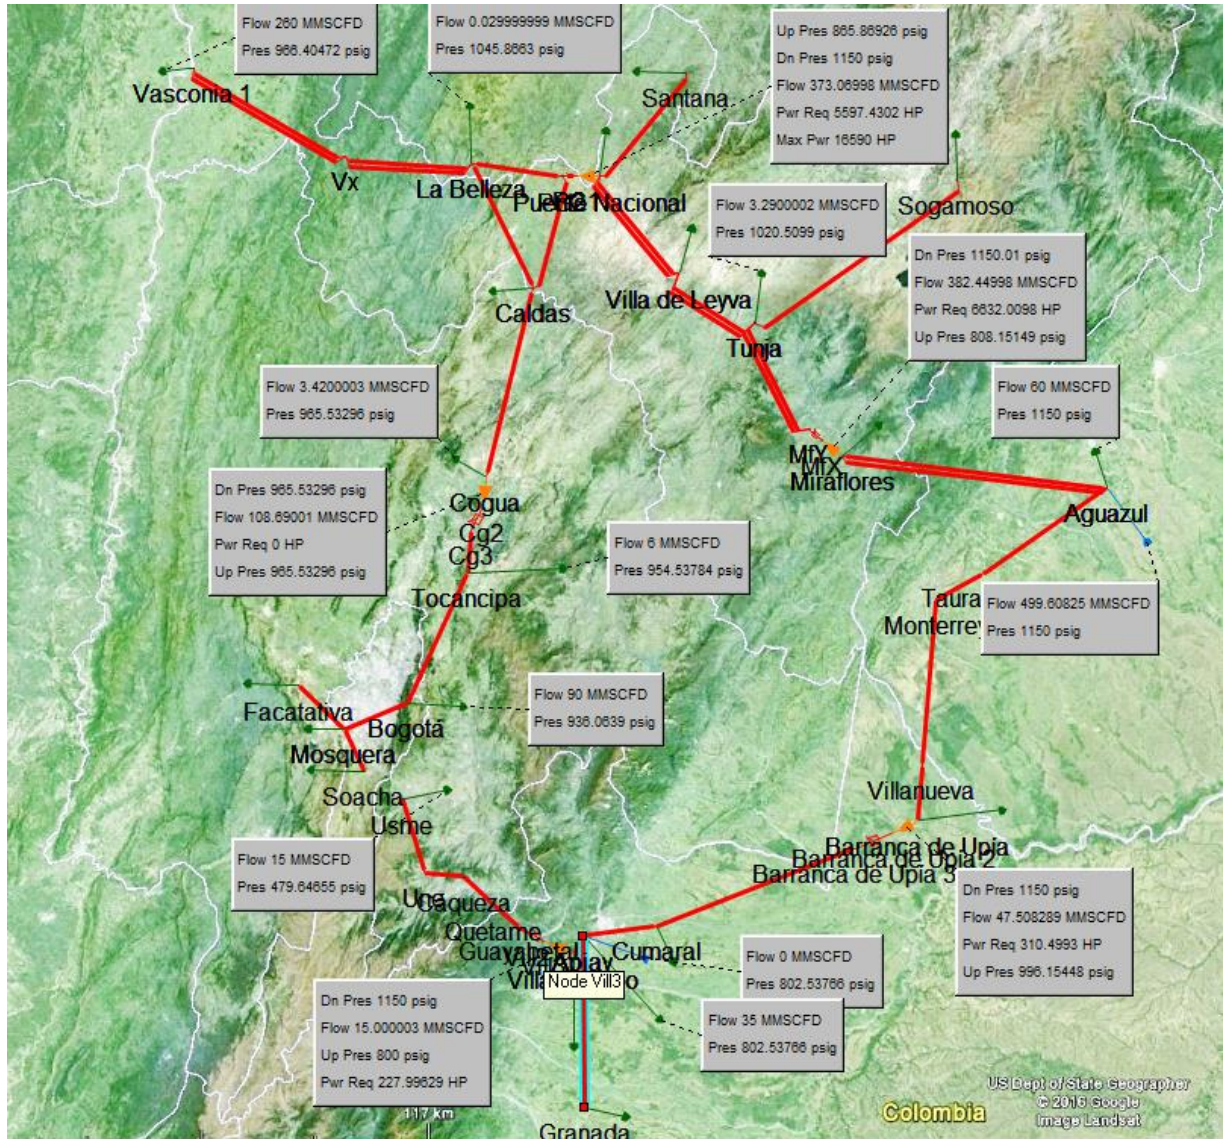 Flow 260 MMSCFD
Pres 966.40472 psig
Flow 0.029999999 MMSCFD
Pres 1045.8663 psig
Up Pres 865.86926 psig
Dn Pres 1150 psig
Flow 373.06998 MMSCFD
Pwr Req 5597.4302 HP
Max Pwr 16590 HP
Vasconia 1
Santana
Vx
La Belleza
Nacional
Sogamoso
Flow 3.2900002 MMSCFD
Pres 1020.5099 psig
Dn Pres 1150.01 psig
Flow 382.44998 MMSCFD
Pwr Req 6632.0098 HP
Up Pres 808.15149 psig
Villa de Leyva
Caldas
Tunja
Flow 3.4200003 MMSCFD
Pres 965.53296 psig
Flow 60 MMSCFD
Pres 1150 psig
MfY
MfX
Miraflores
Dn Pres 965.53296 psig
Flow 108.69001 MMSCFD
Pwr Req 0 HP
Up Pres 965.53296 psig
Cogua
Cg2
Cg3
Aguazul
Flow 6 MMSCFD
Pres 954.53784 psig
Tocancipa
Taura
Monterrey
Flow 499.60825 MMSCFD
Pres 1150 psig
Flow 90 MMSCFD
Pres 936.0639 psig
Facatativa
Bogotá
Mosquera
Soacha
Usme
Villanueva
Barranca de Upia
Barranca de Upia 2
Barranca de Upia 3
Flow 15 MMSCFD
Pres 479.64655 psig
Une
Caqueza
Quetame
Guayabetal
Apiay
Cumaral
Node Vill3
Dn Pres 1150 psig
Flow 47.508289 MMSCFD
Pwr Req 310.4993 HP
Up Pres 996.15448 psig
Flow 0 MMSCFD
Pres 802.53766 psig
Flow 35 MMSCFD
Pres 802.53766 psig
Dn Pres 1150 psig
Flow 15.000003 MMSCFD
Up Pres 800 psig
Pwr Req 227.99629 HP
117 km
Granada
Colombia
US Dept of State Geographer
© 2016 Google
Image Landsat